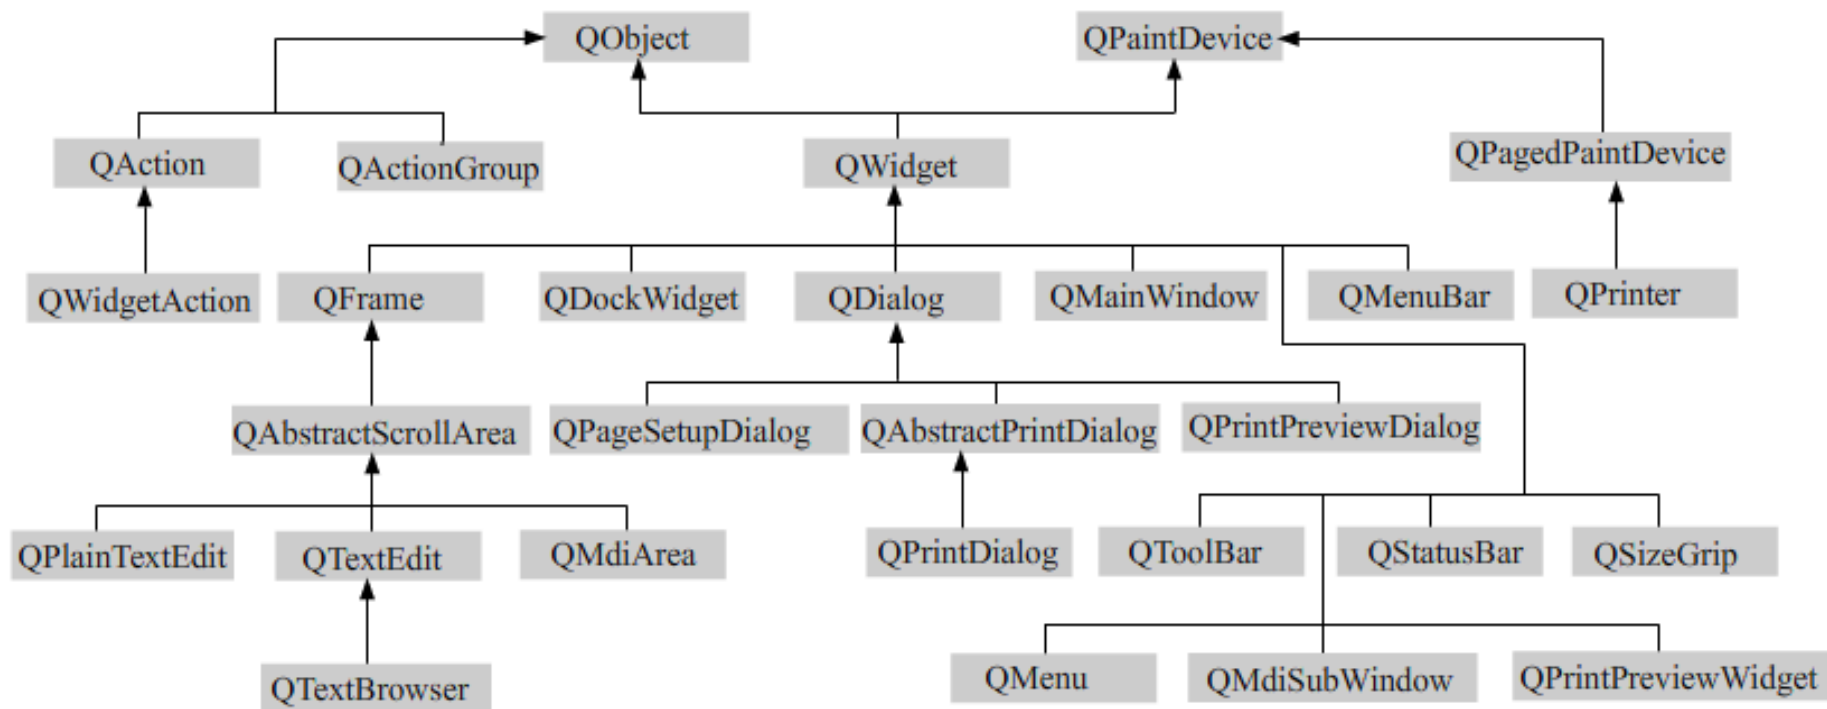 QObject
QPaintDevice
QAction
QActionGroup
QWidget
QPagedPaintDevice
QWidgetAction
QFrame
QDockWidget
QDialog
QMainWindow
QMenuBar
QPrinter
QAbstractScrollArea
QPageSetupDialog
QAbstractPrintDialog
QPrintPreviewDialog
QPlainTextEdit
QTextEdit
QMdiArea
QPrintDialog
QToolBar
QStatusBar
QSizeGrip
QTextBrowser
QMenu
QMdiSubWindow
QPrintPreviewWidget